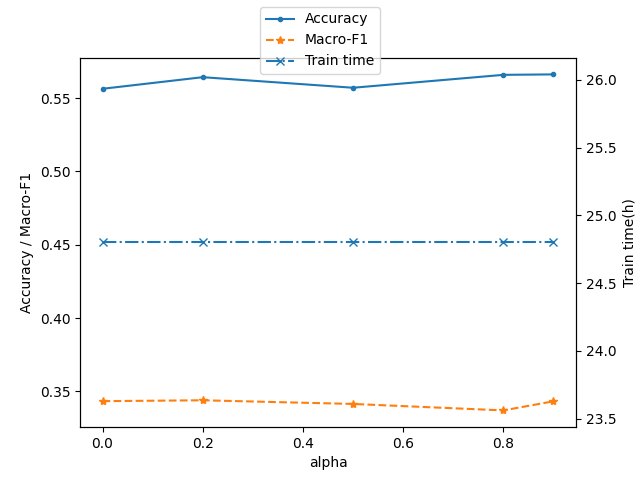 Accuracy
Macro-F1
Train time
Accuracy / Macro-F1
0.55
0.50
0.45
0.40
0.35
26.0
25.5
25.0
24.5
24.0
23.5
Train time(h)
0.0
0.2
0.4
0.6
0.8
alpha